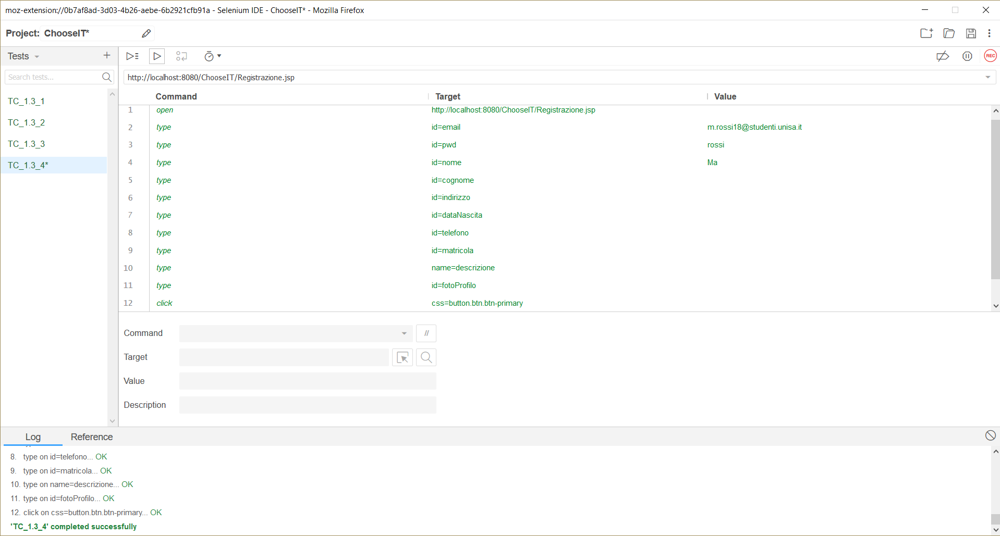 moz-extension://0b7af8ad-3d03-4b26-aebe-6b2921cfb91a - Selenium IDE - ChooseIT* - Mozilla Firefox
Project: ChooseIT*
Tests
REC
Search tests...
http://localhost:8080/ChooseIT/Registrazione.jsp
TC_1.3_1
TC_1.3_2
TC_1.3_3
TC_1.3_4*
Command Target Value
1 open http://localhost:8080/ChooseIT/Registrazione.jsp
2 type id=email m.rossi18@studenti.unisa.it
3 type id=pwd rossi
4 type id=nome Ma
5 type id=cognome
6 type id=indirizzo
7 type id=dataNascita
8 type id=telefono
9 type id=matricola
10 type name=descrizione
11 type id=fotoProfilo
12 click css=button.btn.btn-primary
Command //
Target
Value
Description
Log Reference
8. type on id=telefono... OK
9. type on id=matricola... OK
10. type on name=descrizione... OK
11. type on id=fotoProfilo... OK
12. click on css=button.btn.btn-primary... OK
'TC_1.3_4' completed successfully